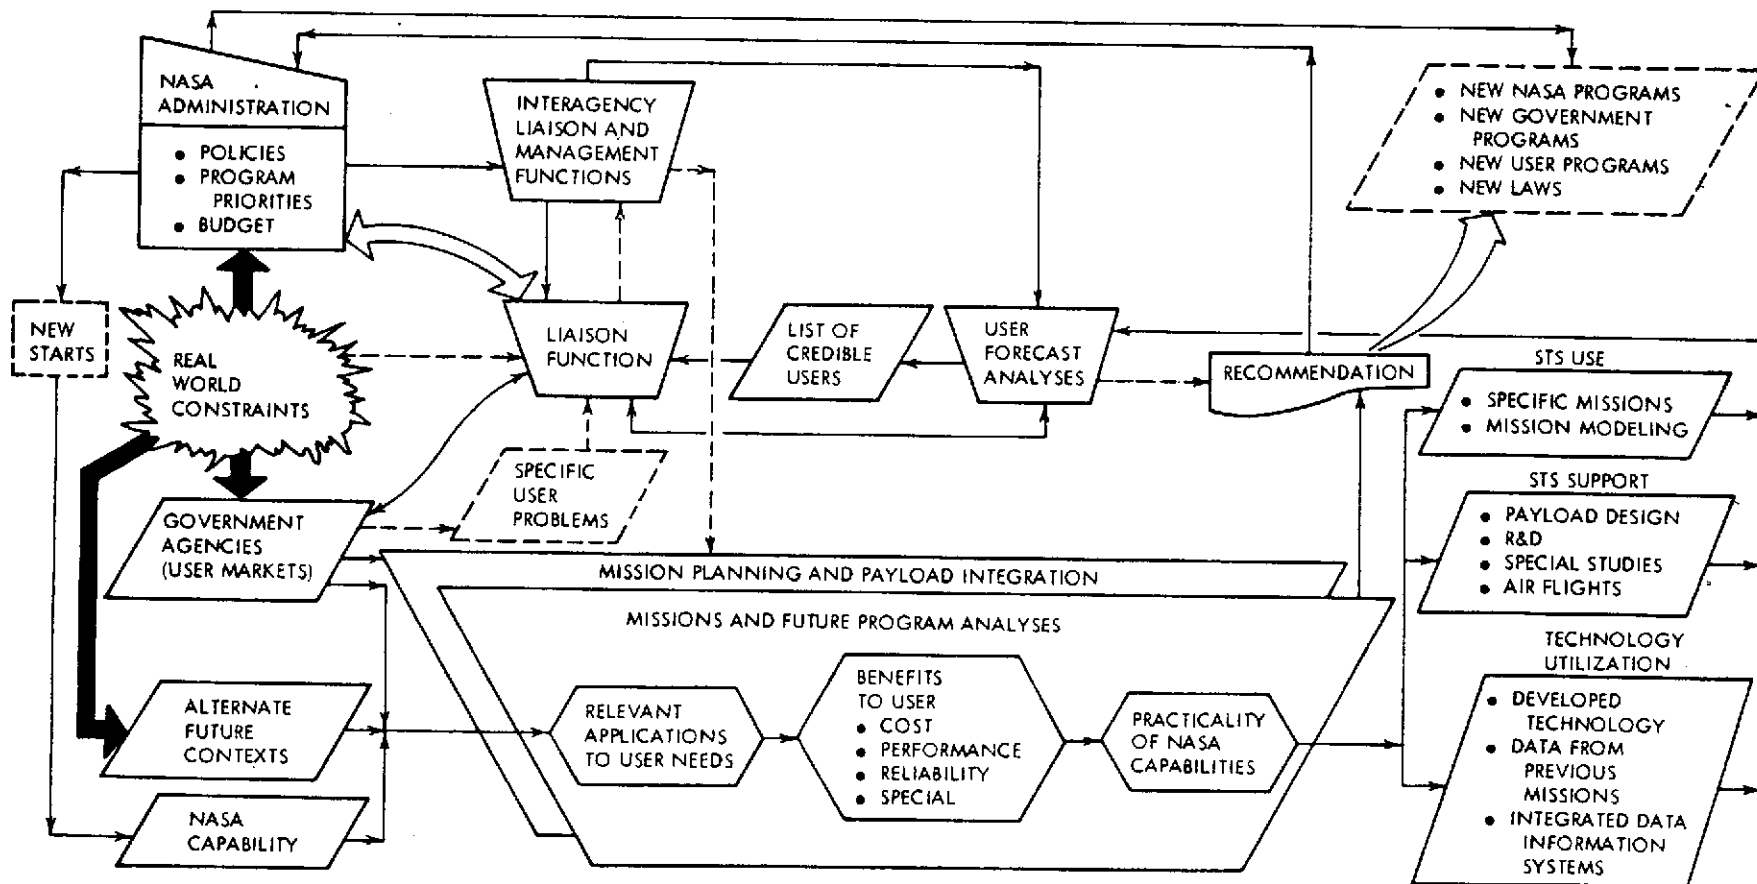 NASA
ADMINISTRATION
● POLICIES
● PROGRAM
PRIORITIES
● BUDGET
INTERAGENCY
LIAISON AND
MANAGEMENT
FUNCTIONS
● NEW NASA PROGRAMS
● NEW GOVERNMENT
PROGRAMS
● NEW USER PROGRAMS
● NEW LAWS
NEW
STARTS
REAL
WORLD
CONSTRAINTS
LIAISON
FUNCTION
LIST OF
CREDIBLE
USERS
USER
FORECAST
ANALYSES
RECOMMENDATION
STS USE
● SPECIFIC MISSIONS
● MISSION MODELING
SPECIFIC
USER
PROBLEMS
STS SUPPORT
● PAYLOAD DESIGN
● R&D
● SPECIAL STUDIES
● AIR FLIGHTS
GOVERNMENT
AGENCIES
(USER MARKETS)
MISSION PLANNING AND PAYLOAD INTEGRATION
MISSIONS AND FUTURE PROGRAM ANALYSES
ALTERNATE
FUTURE
CONTEXTS
RELEVANT
APPLICATIONS
TO USER NEEDS
BENEFITS
TO USER
● COST
● PERFORMANCE
● RELIABILITY
● SPECIAL
PRACTICALITY
OF NASA
CAPABILITIES
TECHNOLOGY
UTILIZATION
● DEVELOPED
TECHNOLOGY
● DATA FROM
PREVIOUS
MISSIONS
● INTEGRATED DATA
INFORMATION
SYSTEMS
NASA
CAPABILITY